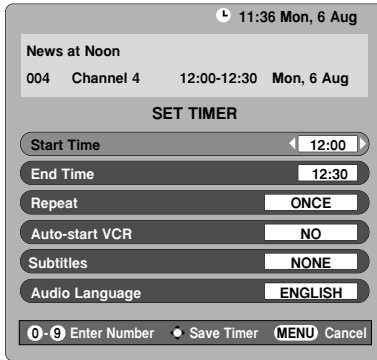 11:36 Mon, 6 Aug
News at Noon
004 Channel 4 12:00-12:30 Mon, 6 Aug
SET TIMER
Start Time 12:00
End Time 12:30
Repeat ONCE
Auto-start VCR NO
Subtitles NONE
Audio Language ENGLISH
0-9 Enter Number Save Timer MENU Cancel